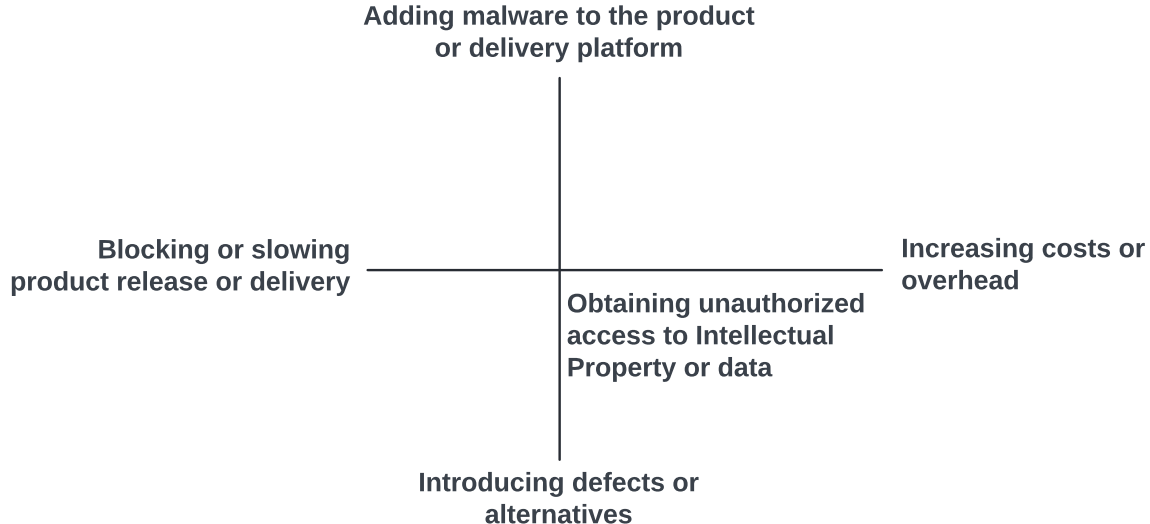 Adding malware to the product
or delivery platform
Blocking or slowing
product release or delivery
Increasing costs or
overhead
Obtaining unauthorized
access to Intellectual
Property or data
Introducing defects or
alternatives